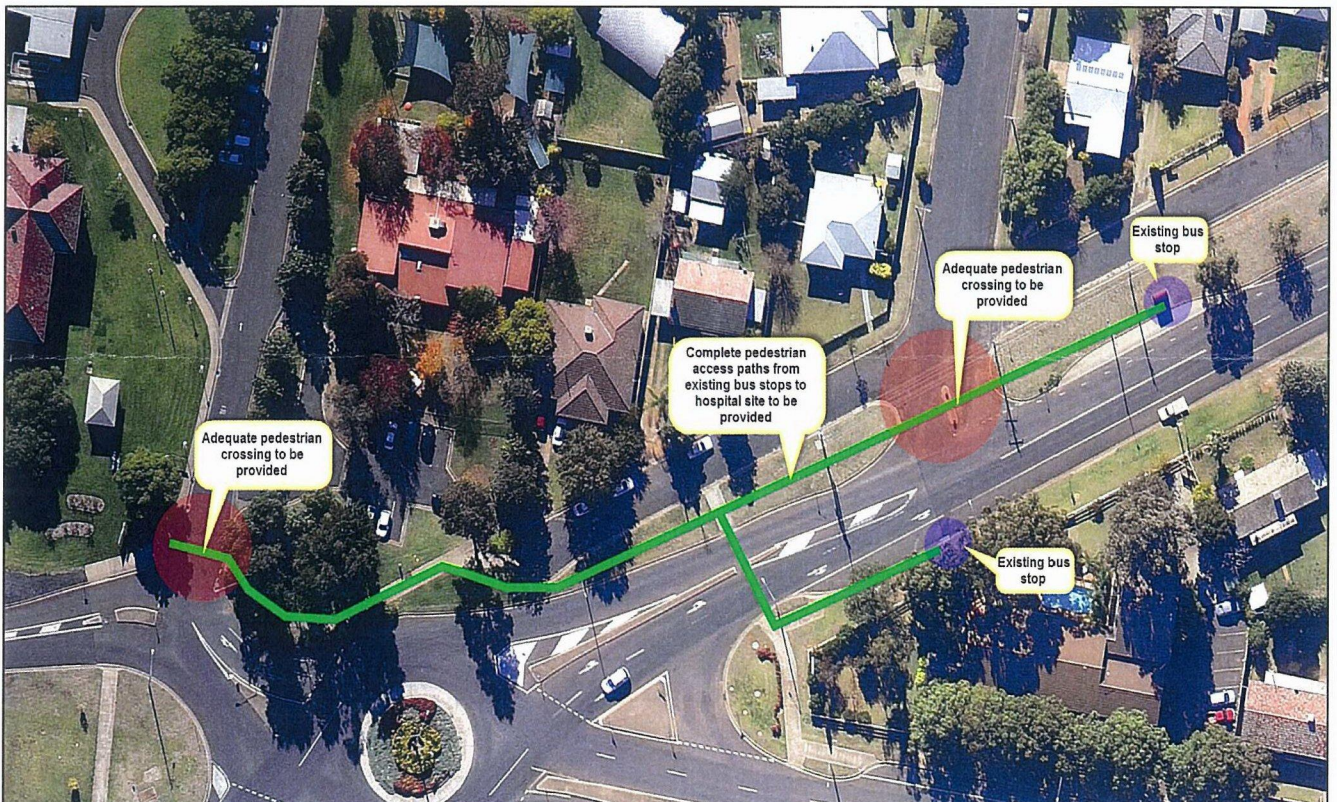 Existing bus
stop
Adequate pedestrian
crossing to be
provided
Complete pedestrian
access paths from
existing bus stops to
hospital site to be
provided
Adequate pedestrian
crossing to be
provided
Existing bus
stop